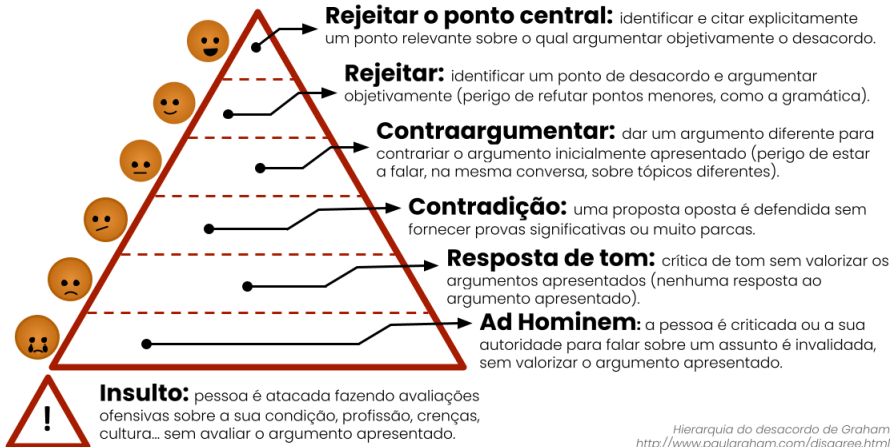 Rejeitar o ponto central: identificar e citar explicitamente
um ponto relevante sobre o qual argumentar objetivamente o desacordo.
Rejeitar: identificar um ponto de desacordo e argumentar
objetivamente (perigo de refutar pontos menores, como a gramática).
Contraargumentar: dar um argumento diferente para
contrariar o argumento inicialmente apresentado (perigo de estar
a falar, na mesma conversa, sobre tópicos diferentes).
Contradição: uma proposta oposta é defendida sem
fornecer provas significativas ou muito parcas.
Resposta de tom: crítica de tom sem valorizar os
argumentos apresentados (nenhuma resposta ao
argumento apresentado).
Ad Hominem: a pessoa é criticada ou a sua
autoridade para falar sobre um assunto é invalidada,
sem valorizar o argumento apresentado.
!
Insulto: pessoa é atacada fazendo avaliações
ofensivas sobre a sua condição, profissão, crenças,
cultura... sem avaliar o argumento apresentado.
Hierarquia do desacordo de Graham
http://www.paulgraham.com/disagree.html